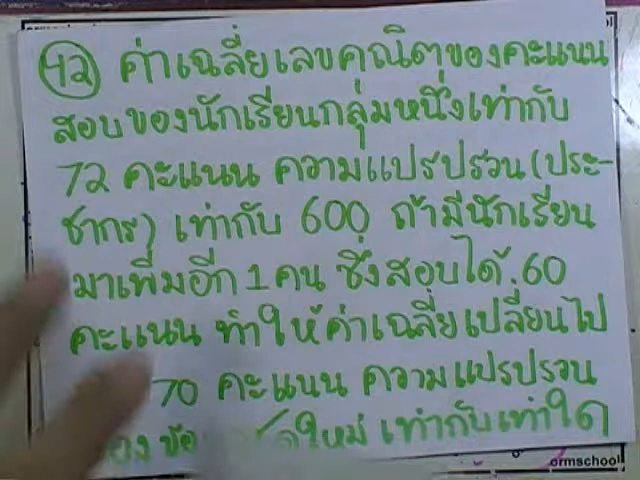 42 ค่าเฉลี่ยเลขคณิตของคะแนน
สอบของนักเรียนกลุ่มหนึ่งเท่ากับ
72 คะแนน ความแปรปรวน (ประ-
ชากร) เท่ากับ 600 ถ้ามีนักเรียน
มาเพิ่มอีก 1 คน ซึ่งสอบได้ 60
คะแนน ทำให้ค่าเฉลี่ยเปลี่ยนไป
70 คะแนน ความแปรปรวน
ใหม่ เท่ากับเท่าใด
ormschool